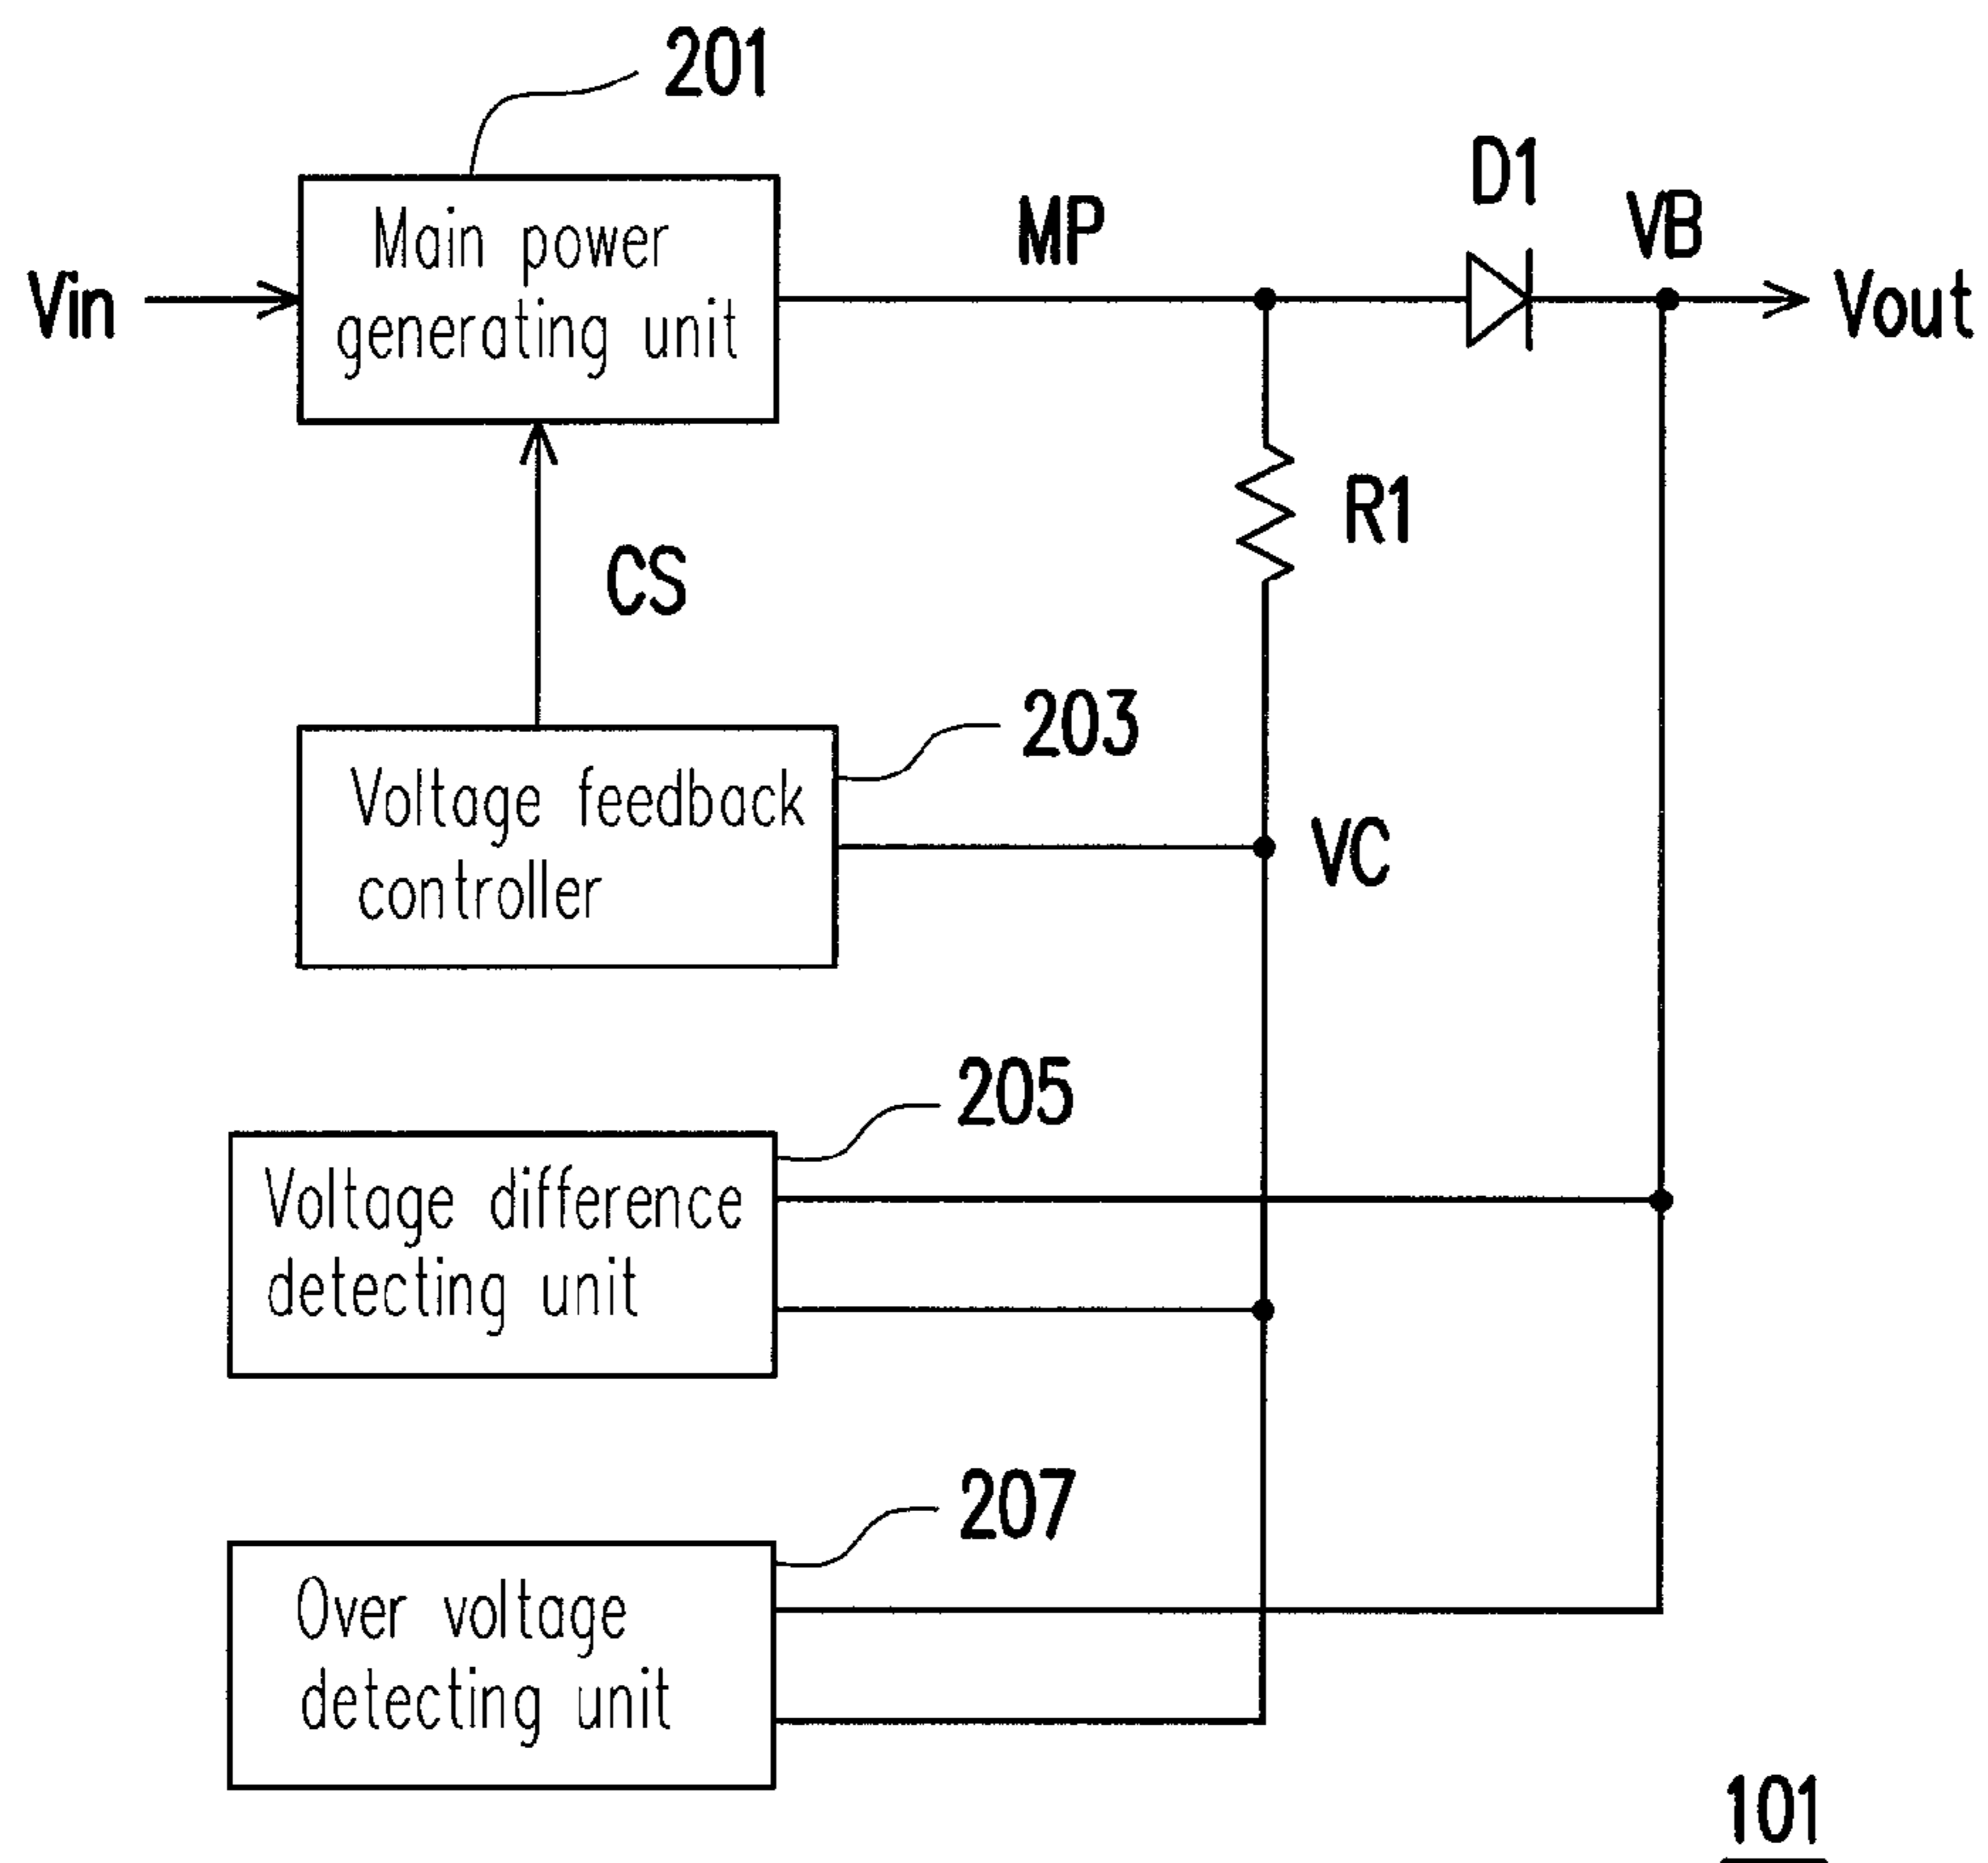 201
Main power
generating unit
Vin
MP
D1
VB
Vout
CS
R1
203
Voltage feedback
controller
VC
205
Voltage difference
detecting unit
207
Over voltage
detecting unit
101